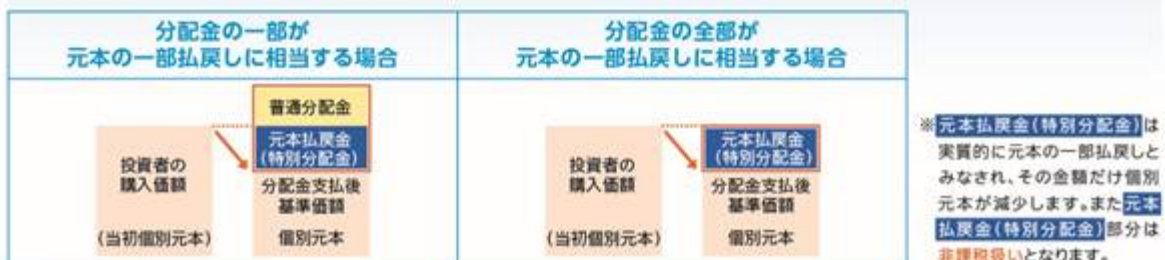 分配金の一部が
元本の一部払戻しに相当する場合
分配金の全部が
元本の一部払戻しに相当する場合
普通分配金
元本払戻金
(特別分配金)
投資者の
購入価額
(当初個別元本)
分配金支払後
基準価額
個別元本
元本払戻金
(特別分配金)
投資者の
購入価額
(当初個別元本)
分配金支払後
基準価額
個別元本
※元本払戻金(特別分配金)は
実質的に元本の一部払戻しと
みなされ、その金額だけ個別
元本が減少します。また元本
払戻金(特別分配金)部分は
非課税扱いとなります。